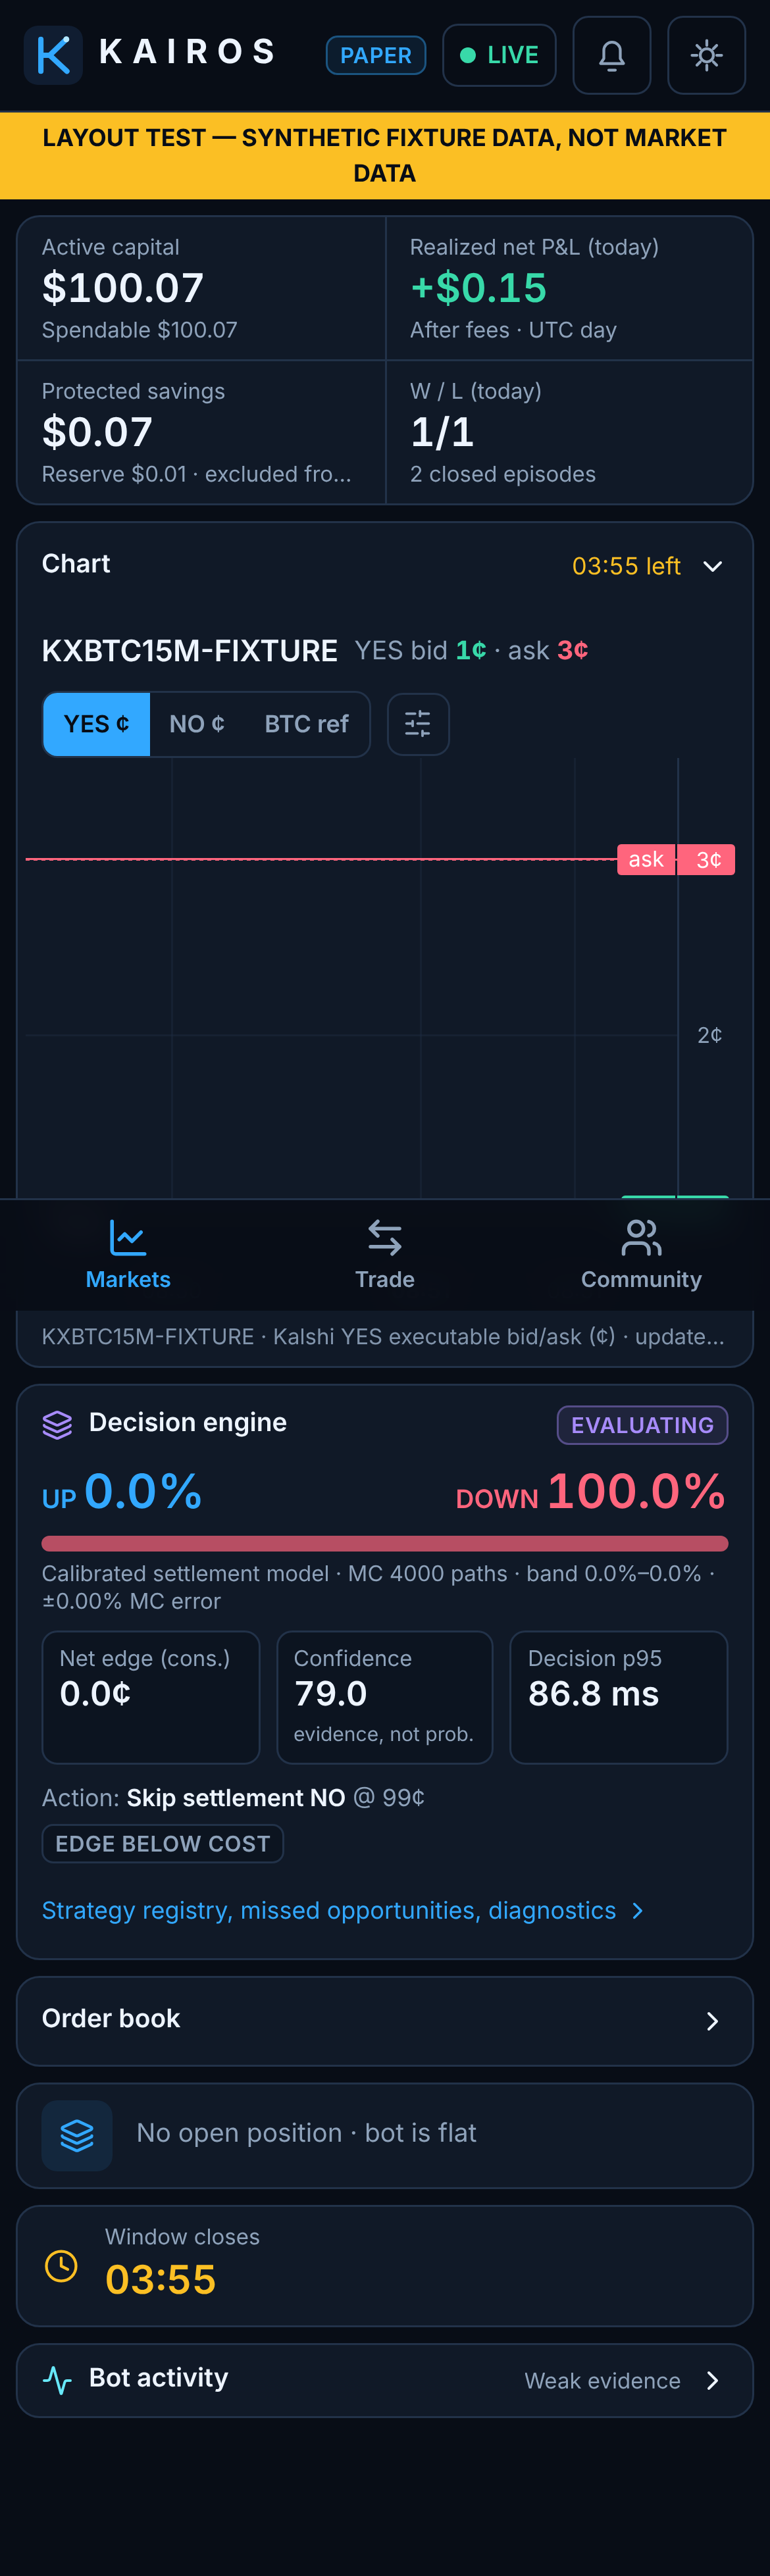 KAIROS PAPER LIVE
LAYOUT TEST — SYNTHETIC FIXTURE DATA, NOT MARKET
DATA
Active capital
$100.07
Spendable $100.07
Realized net P&L (today)
+$0.15
After fees · UTC day
Protected savings
$0.07
Reserve $0.01 · excluded fro...
W / L (today)
1/1
2 closed episodes
Chart 03:55 left
KXBTC15M-FIXTURE YES bid 1¢ · ask 3¢
YES ¢ NO ¢ BTC ref
ask 3¢
2¢
Markets Trade Community
KXBTC15M-FIXTURE · Kalshi YES executable bid/ask (¢) · update...
Decision engine EVALUATING
UP 0.0% DOWN 100.0%
Calibrated settlement model · MC 4000 paths · band 0.0%–0.0% ·
±0.00% MC error
Net edge (cons.)
0.0¢
Confidence
79.0
evidence, not prob.
Decision p95
86.8 ms
Action: Skip settlement NO @ 99¢
EDGE BELOW COST
Strategy registry, missed opportunities, diagnostics
Order book
No open position · bot is flat
Window closes
03:55
Bot activity Weak evidence